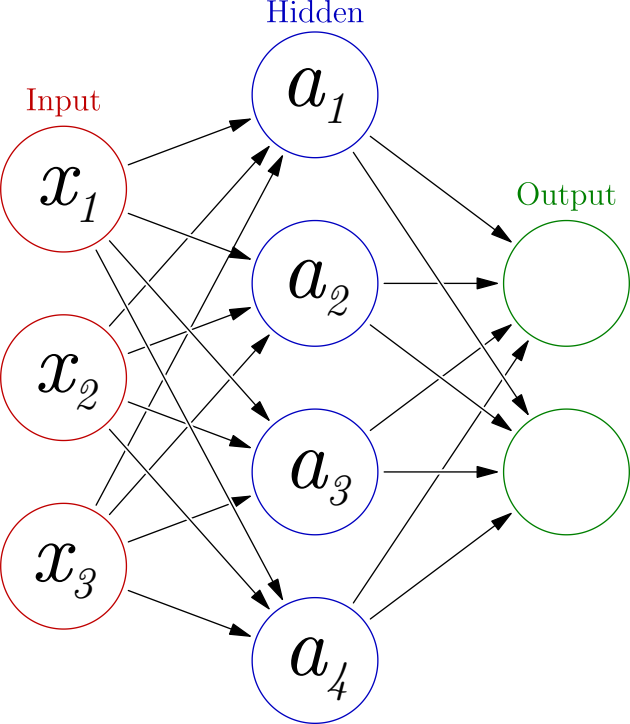 Hidden
Input
Output
a₁
x₁
a₂
x₂
a₃
x₃
a₄